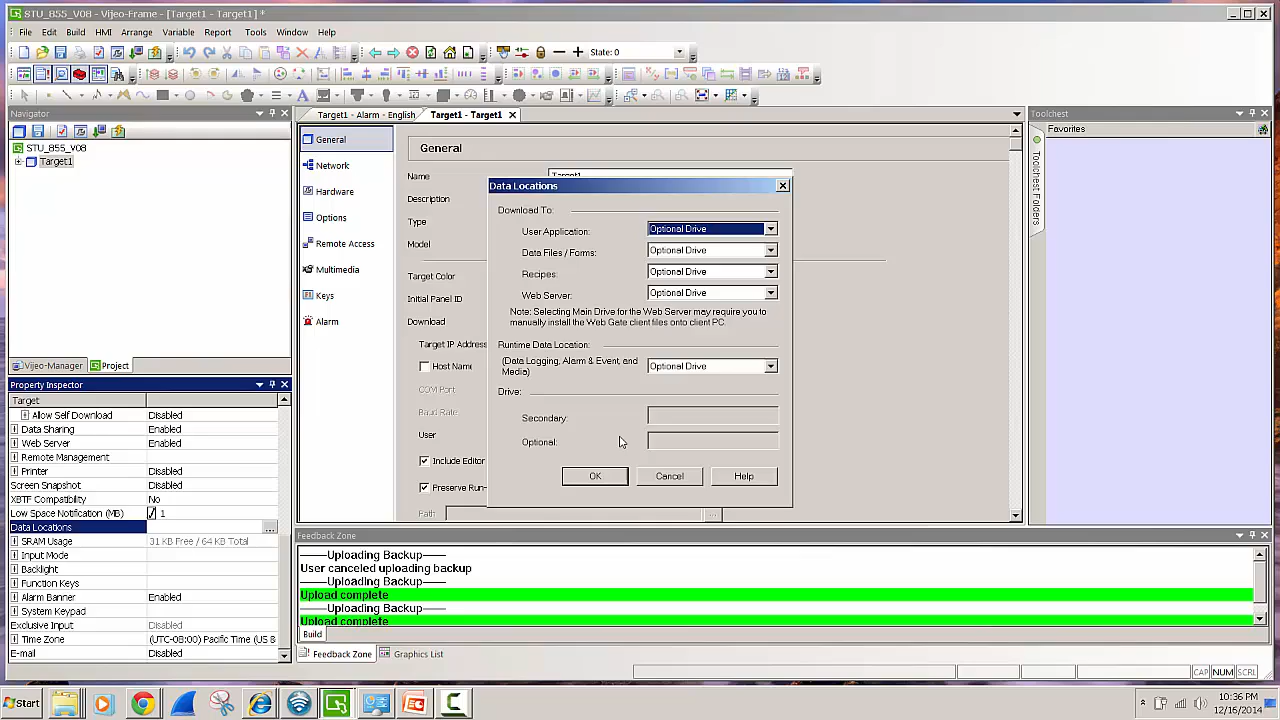 STU_855_V08 - Vijeo-Frame - [Target1 - Target1] *
File Edit Build HMI Arrange Variable Report Tools Window Help
State: 0
Navigator
STU_855_V08
Target1
Vijeo-Manager Project
Property Inspector
Target
Allow Self Download Disabled
Data Sharing Enabled
Web Server Enabled
Remote Management
Printer Disabled
Screen Snapshot Disabled
XBTF Compatibility No
Low Space Notification (MB) 1
Data Locations ...
SRAM Usage 31 KB Free / 64 KB Total
Input Mode
Backlight
Function Keys
Alarm Banner Enabled
System Keypad
Exclusive Input Disabled
Time Zone (UTC-08:00) Pacific Time (US &
E-mail Disabled
Target1 - Alarm - English Target1 - Target1
General
Network
Hardware
Options
Remote Access
Multimedia
Keys
Alarm
General
Name Target1
Description
Type
Model
Target Color
Initial Panel ID
Download
Target IP Address
Host Name
COM Port
Baud Rate
User
Include Editor
Preserve Run-
Path ...
Data Locations
Download To:
User Application: Optional Drive
Data Files / Forms: Optional Drive
Recipes: Optional Drive
Web Server: Optional Drive
Note: Selecting Main Drive for the Web Server may require you to
manually install the Web Gate client files onto client PC.
Runtime Data Location:
(Data Logging, Alarm & Event, and
Media) Optional Drive
Drive:
Secondary:
Optional:
OK Cancel Help
Toolchest
Favorites
Toolchest Folders
Feedback Zone
-------Uploading Backup-------
User canceled uploading backup
-------Uploading Backup-------
Upload complete
-------Uploading Backup-------
Upload complete
Build
Feedback Zone Graphics List
CAP NUM SCRL
Start
10:36 PM
12/16/2014